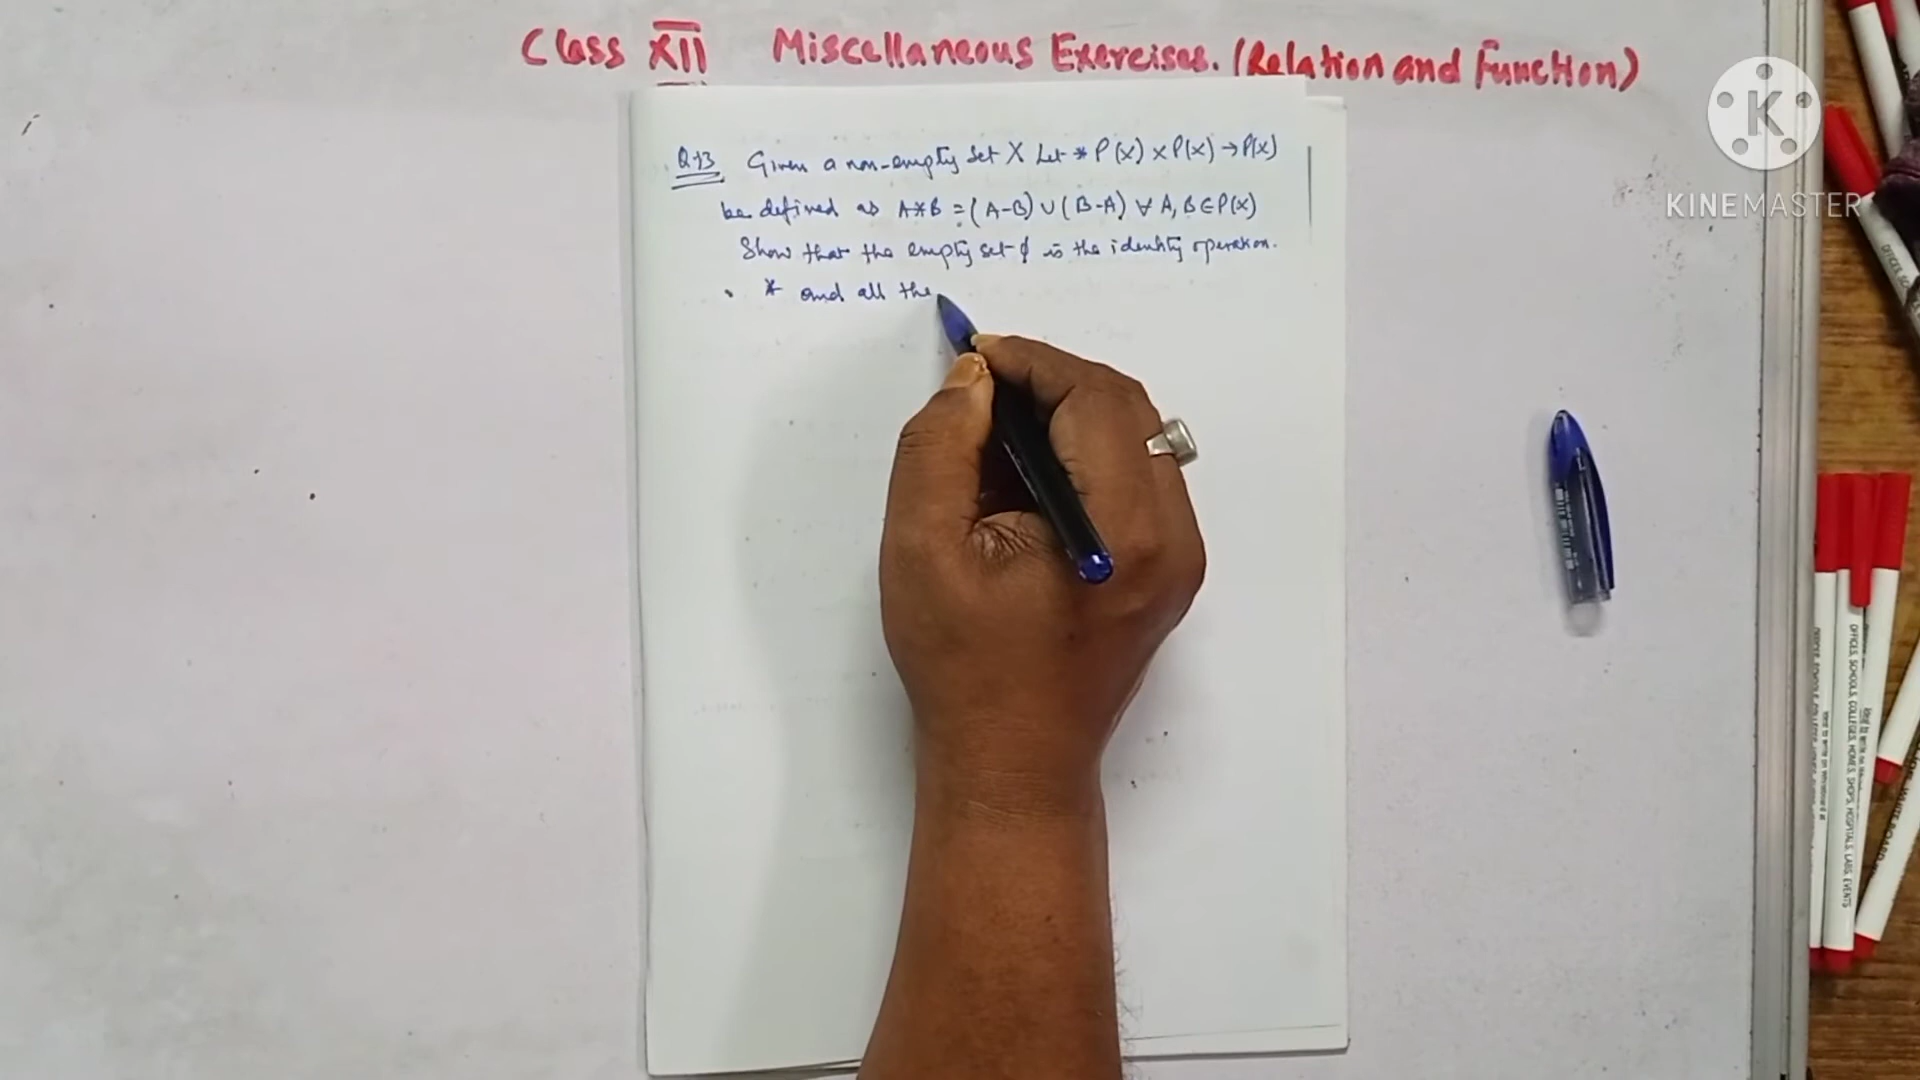 Class XII Miscellaneous Exercises. (Relation and Function)
K
KINEMASTER
Q.13 Given a non-empty set X Let * P(X) × P(X) → P(X)
be defined as A*B = (A-B) ∪ (B-A) ∀ A, B ∈ P(X)
Show that the empty set ϕ is the identity operation.
* and all the